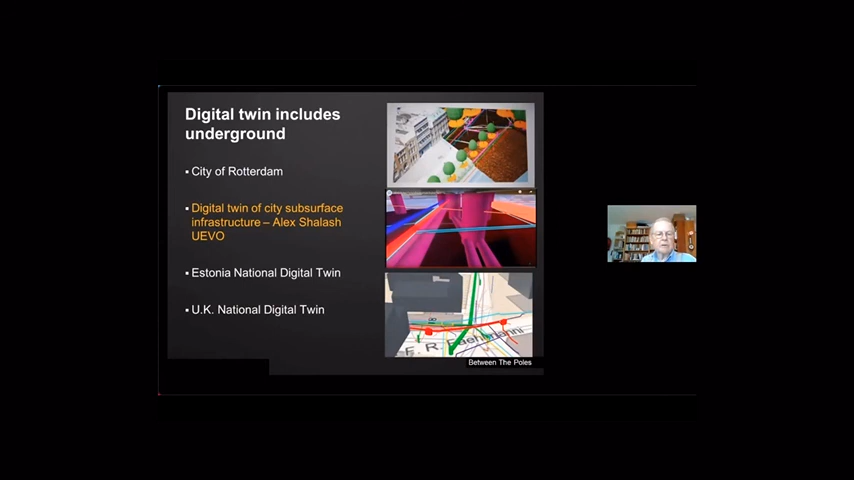 Digital twin includes
underground
▪ City of Rotterdam
▪ Digital twin of city subsurface
infrastructure – Alex Shalash
UEVO
▪ Estonia National Digital Twin
▪ U.K. National Digital Twin
F. R.
Between The Poles